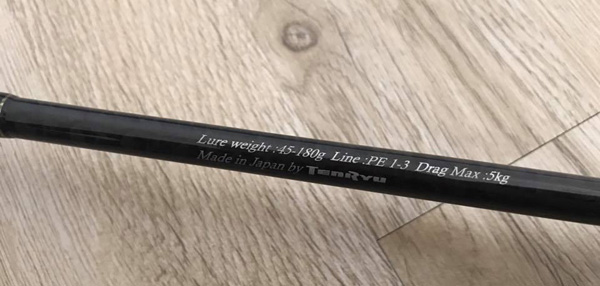 Lure weight :45-180g Line :PE 1-3 Drag Max :5kg
Made in Japan by TenRyu